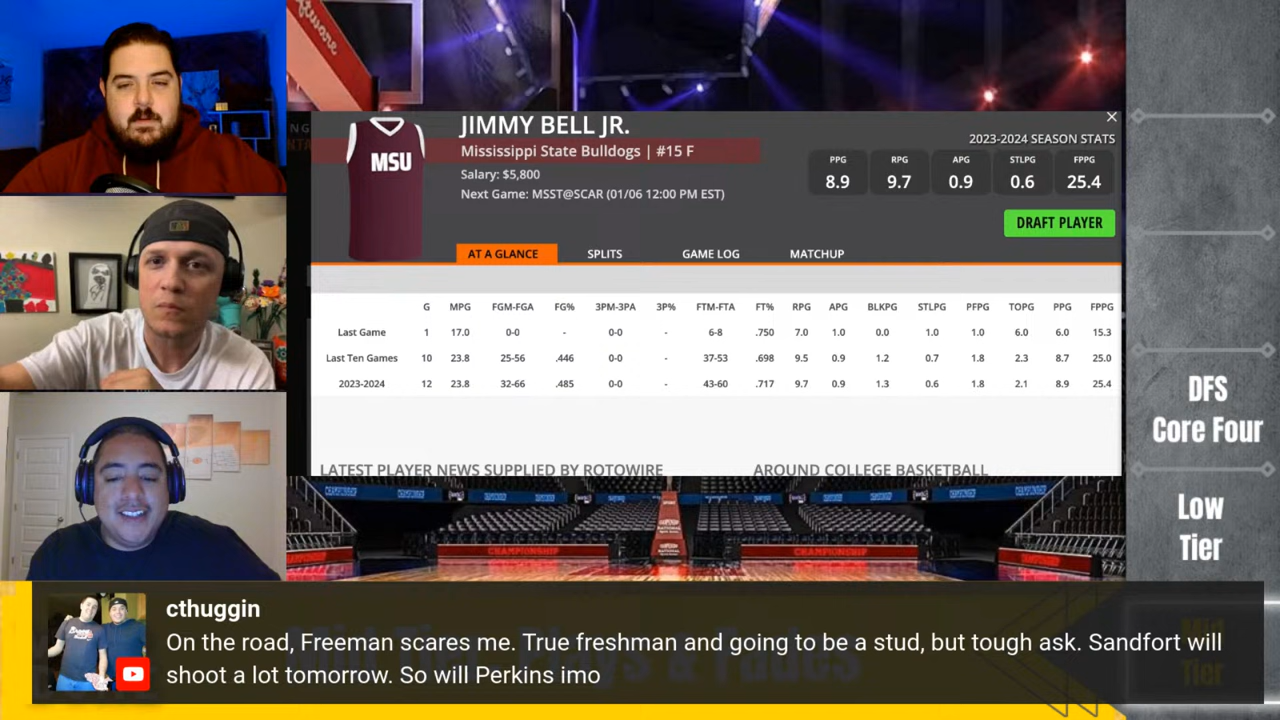 JIMMY BELL JR.
Mississippi State Bulldogs | #15 F
Salary: $5,800
Next Game: MSST@SCAR (01/06 12:00 PM EST)
MSU
×
2023-2024 SEASON STATS
PPG RPG APG STLPG FPPG
8.9 9.7 0.9 0.6 25.4
DRAFT PLAYER
AT A GLANCE SPLITS GAME LOG MATCHUP
G MPG FGM-FGA FG% 3PM-3PA 3P% FTM-FTA FT% RPG APG BLKPG STLPG PFPG TOPG PPG FPPG
Last Game 1 17.0 0-0 - 0-0 - 6-8 .750 7.0 1.0 0.0 1.0 1.0 6.0 6.0 15.3
Last Ten Games 10 23.8 25-56 .446 0-0 - 37-53 .698 9.5 0.9 1.2 0.7 1.8 2.3 8.7 25.0
2023-2024 12 23.8 32-66 .485 0-0 - 43-60 .717 9.7 0.9 1.3 0.6 1.8 2.1 8.9 25.4
LATEST PLAYER NEWS SUPPLIED BY ROTOWIRE AROUND COLLEGE BASKETBALL
CHAMPIONSHIP CHAMPIONSHIP
DFS
Core Four
Low
Tier
Mid
Tier
cthuggin
On the road, Freeman scares me. True freshman and going to be a stud, but tough ask. Sandfort will
shoot a lot tomorrow. So will Perkins imo